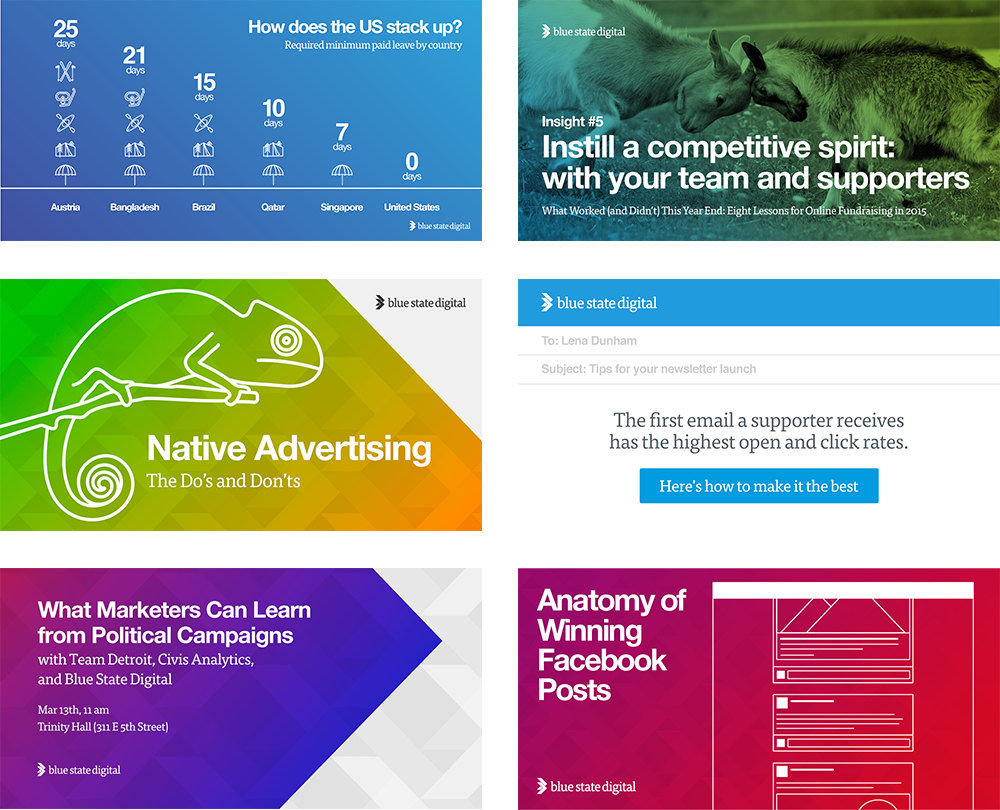 How does the US stack up?
Required minimum paid leave by country
25
days
21
days
15
days
10
days
7
days
0
days
Austria
Bangladesh
Brazil
Qatar
Singapore
United States
blue state digital
blue state digital
Insight #5
Instill a competitive spirit:
with your team and supporters
What Worked (and Didn't) This Year End: Eight Lessons for Online Fundraising in 2015
blue state digital
Native Advertising
The Do's and Don'ts
blue state digital
To: Lena Dunham
Subject: Tips for your newsletter launch
The first email a supporter receives
has the highest open and click rates.
Here's how to make it the best
What Marketers Can Learn
from Political Campaigns
with Team Detroit, Civis Analytics,
and Blue State Digital
Mar 13th, 11 am
Trinity Hall (311 E 5th Street)
blue state digital
Anatomy of
Winning
Facebook
Posts
blue state digital